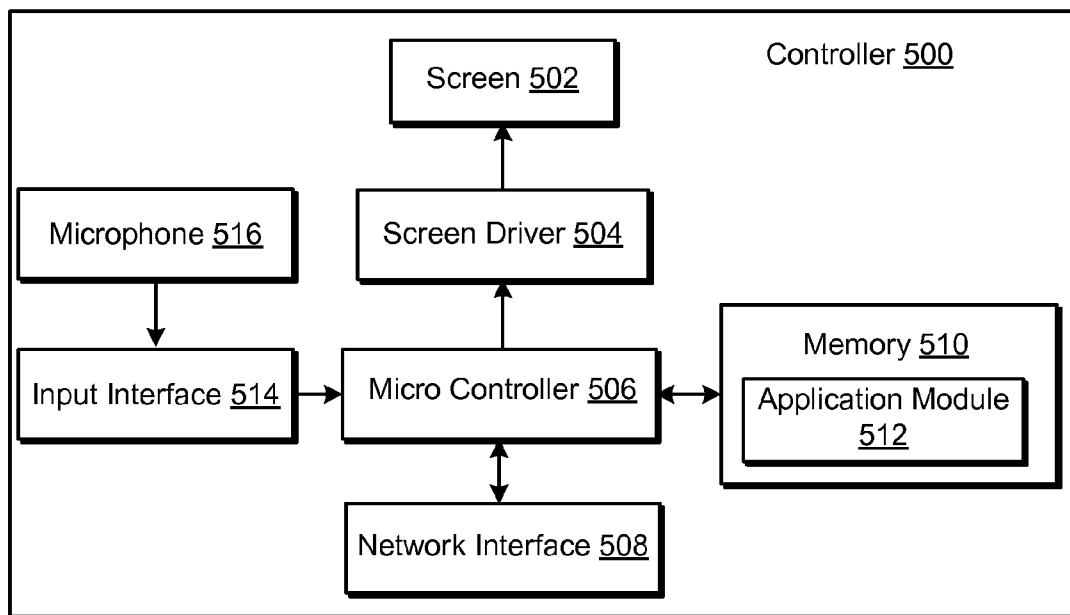 Controller 500
Screen 502
Microphone 516
Screen Driver 504
Memory 510
Input Interface 514
Micro Controller 506
Application Module
512
Network Interface 508